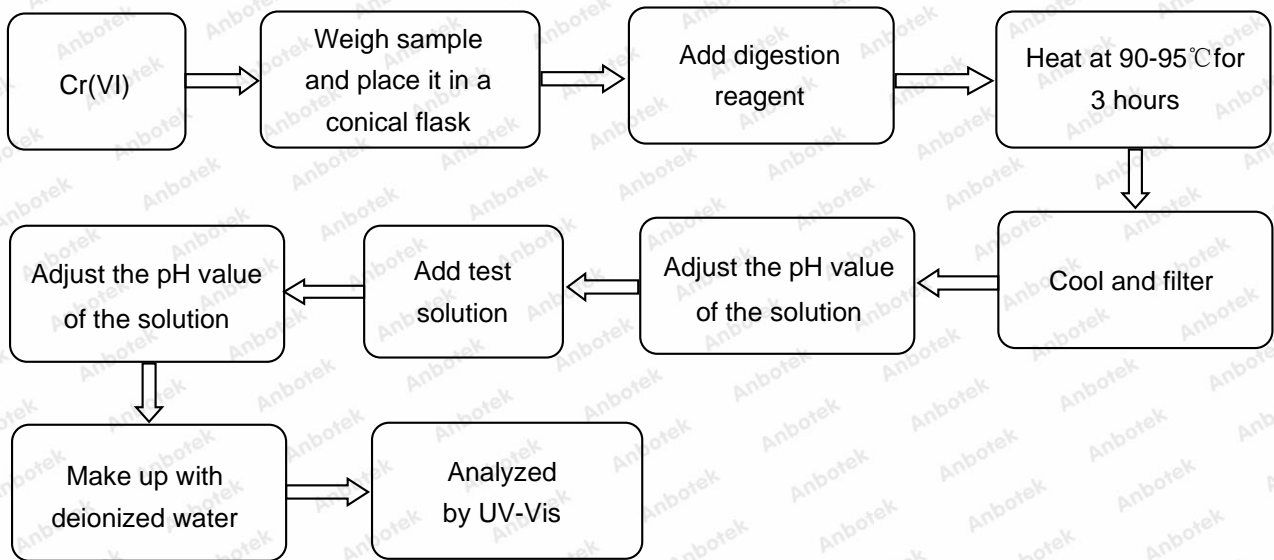 Cr(VI)
Weigh sample
and place it in a
conical flask
Add digestion
reagent
Heat at 90-95℃for
3 hours
Cool and filter
Adjust the pH value
of the solution
Add test
solution
Adjust the pH value
of the solution
Make up with
deionized water
Analyzed
by UV-Vis
Anbotek